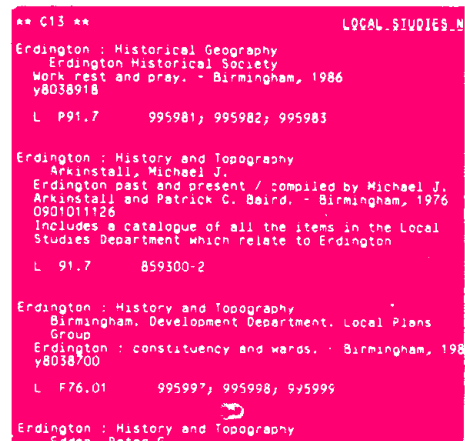 ** C13 **    LOCAL STUDIES N
Erdington : Historical Geography
Erdington Historical Society
Work rest and pray. - Birmingham, 1986
y8038918
L P91.7    995981; 995982; 995983
Erdington : History and Topography
Arkinstall, Michael J.
Erdington past and present / compiled by Michael J.
Arkinstall and Patrick C. Baird. - Birmingham, 1976
0901011126
Includes a catalogue of all the items in the Local
Studies Department which relate to Erdington
L 91.7    859300-2
Erdington : History and Topography
Birmingham. Development Department. Local Plans
Group
Erdington : constituency and wards. - Birmingham, 198
y8038700
L F76.01    995997; 995998; 995999
Erdington : History and Topography